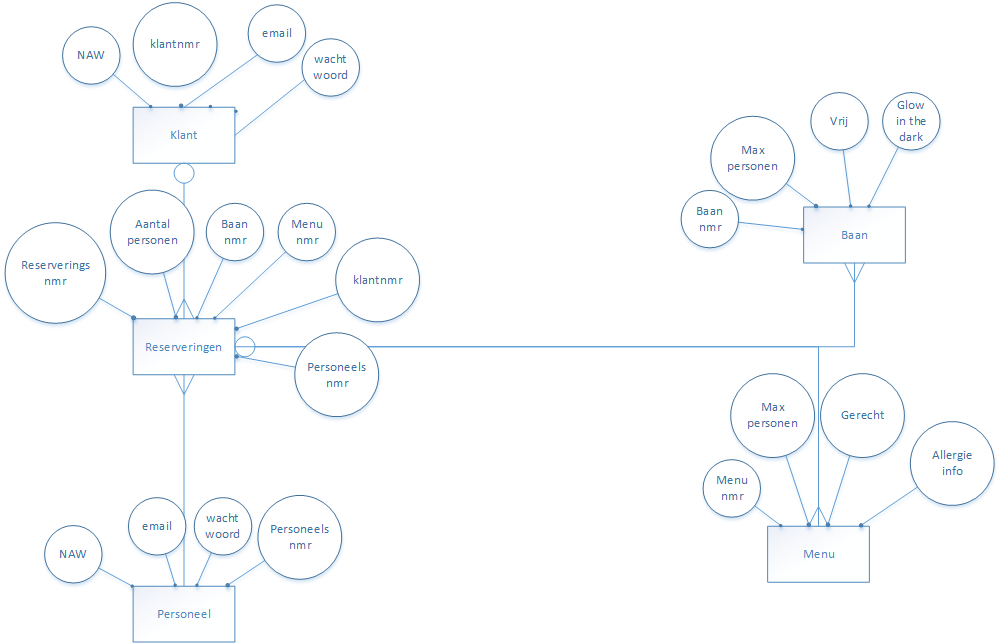 NAW
klantnmr
email
wacht
woord
Klant
Max
personen
Vrij
Glow
in the
dark
Baan
nmr
Baan
Reserverings
nmr
Aantal
personen
Baan
nmr
Menu
nmr
klantnmr
Reserveringen
Personeels
nmr
Max
personen
Gerecht
Allergie
info
Menu
nmr
Menu
NAW
email
wacht
woord
Personeels
nmr
Personeel